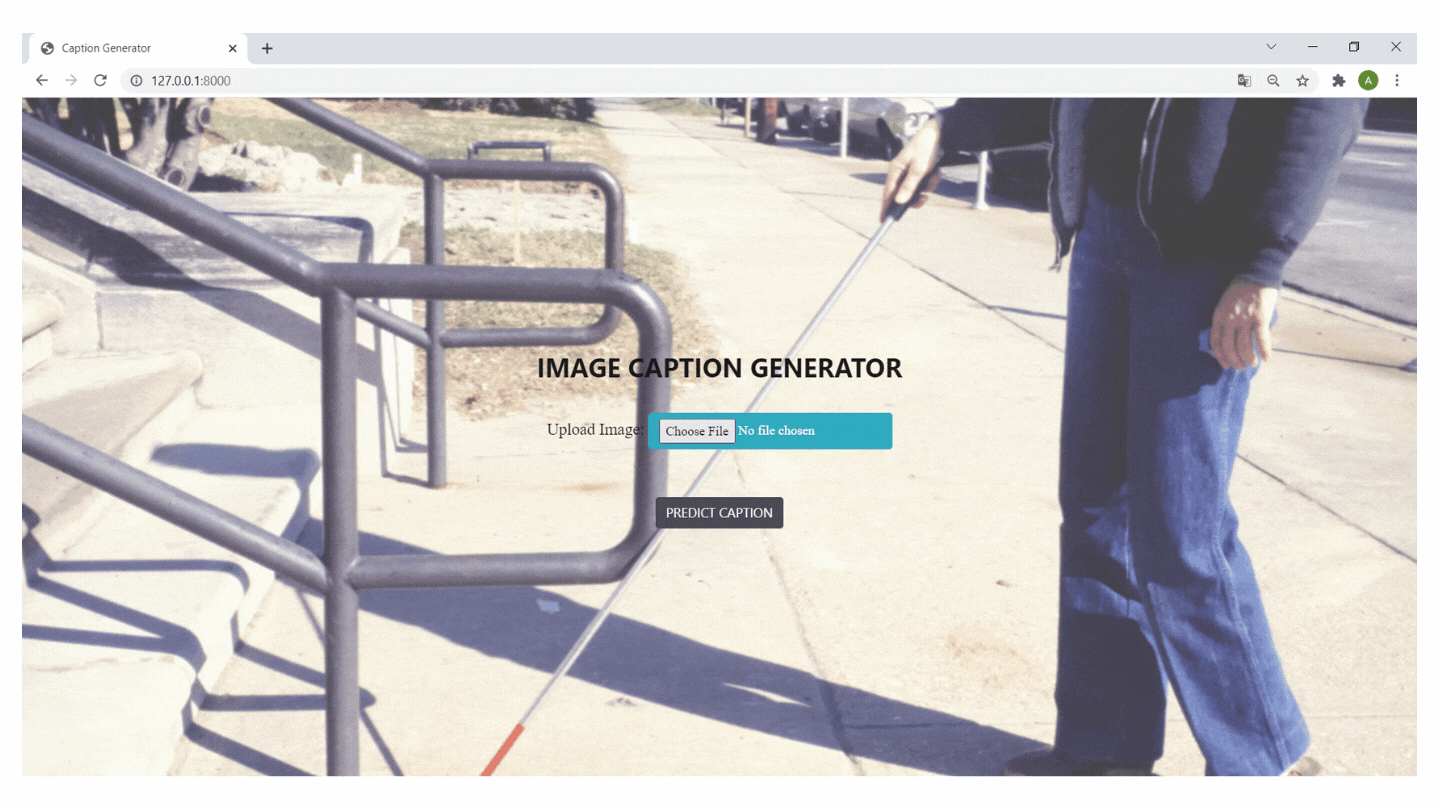 Caption Generator
127.0.0.1:8000
A
IMAGE CAPTION GENERATOR
Upload Image: Choose File No file chosen
PREDICT CAPTION